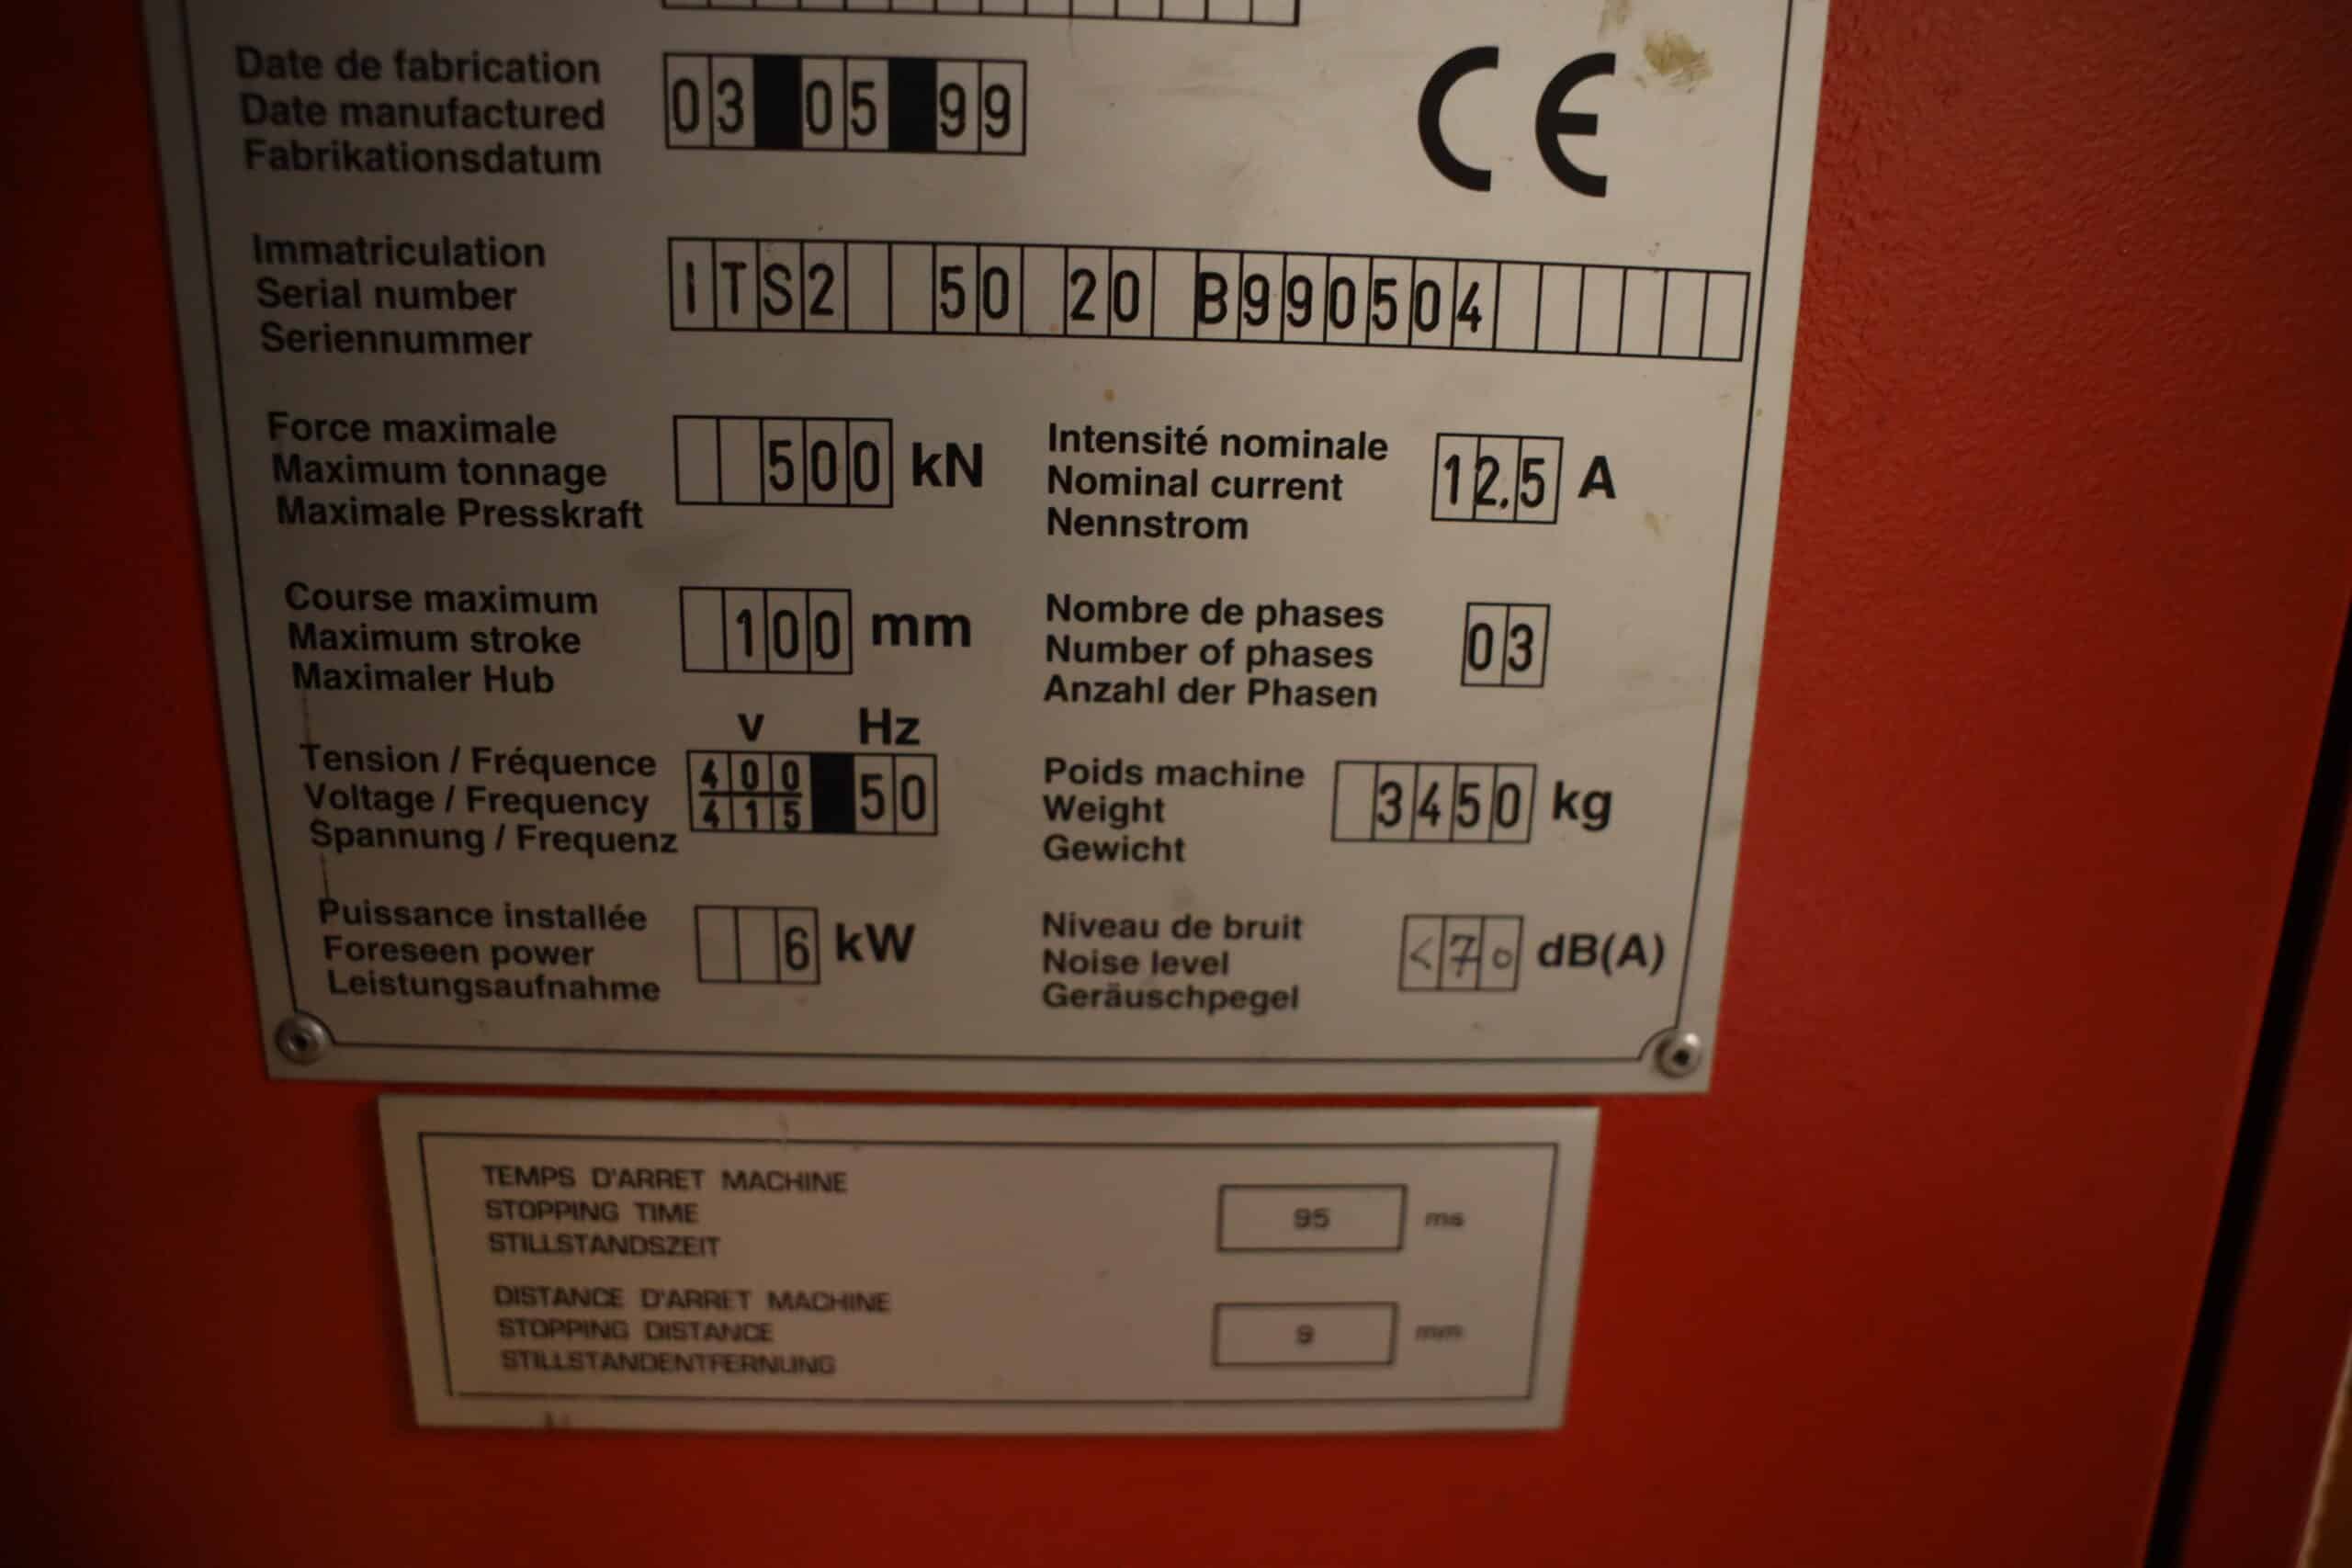 Date de fabrication
Date manufactured
Fabrikationsdatum
03 05 99
CE
Immatriculation
Serial number
Seriennummer
ITS2 50 20 B990504
Force maximale
Maximum tonnage
Maximale Presskraft
500 kN
Intensité nominale
Nominal current
Nennstrom
12.5 A
Course maximum
Maximum stroke
Maximaler Hub
100 mm
Nombre de phases
Number of phases
Anzahl der Phasen
03
V Hz
Tension / Fréquence
Voltage / Frequency
Spannung / Frequenz
400
415
50
Poids machine
Weight
Gewicht
3450 kg
Puissance installée
Foreseen power
Leistungsaufnahme
6 kW
Niveau de bruit
Noise level
Geräuschpegel
<70 dB(A)
TEMPS D'ARRET MACHINE
STOPPING TIME
STILLSTANDSZEIT
95 ms
DISTANCE D'ARRET MACHINE
STOPPING DISTANCE
STILLSTANDENTFERNUNG
9 mm